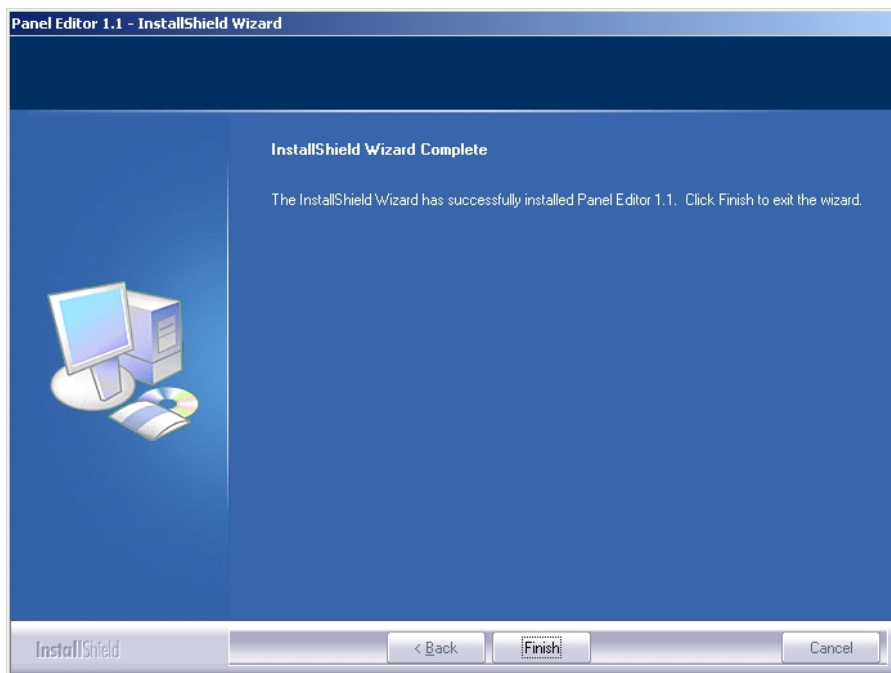 Panel Editor 1.1 - InstallShield Wizard
InstallShield Wizard Complete
The InstallShield Wizard has successfully installed Panel Editor 1.1.  Click Finish to exit the wizard.
InstallShield
< Back
Finish
Cancel